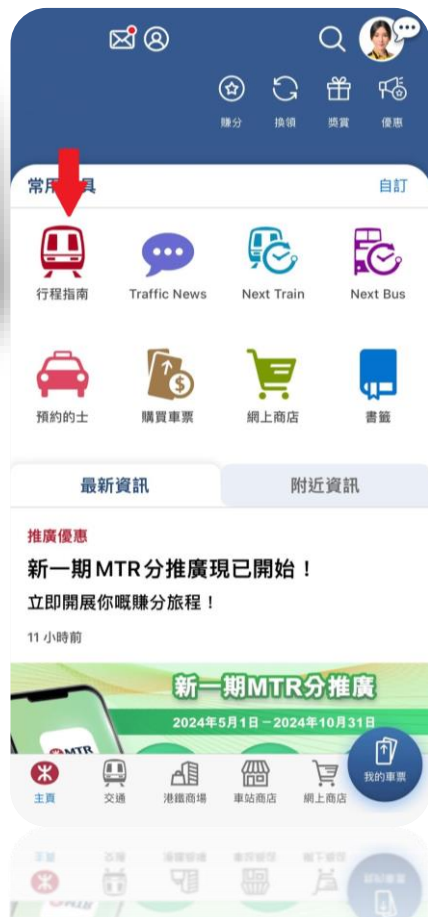 賺分 換領 獎賞 優惠
常用 具 自訂
行程指南 Traffic News Next Train Next Bus
預約的士 購買車票 網上商店 書籤
最新資訊 附近資訊
推廣優惠
新一期MTR分推廣現已開始！
立即開展你嘅賺分旅程！
11 小時前
新一期MTR分推廣
2024年5月1日－2024年10月31日
MTR
我的車票
主頁 交通 港鐵商場 車站商店 網上商店